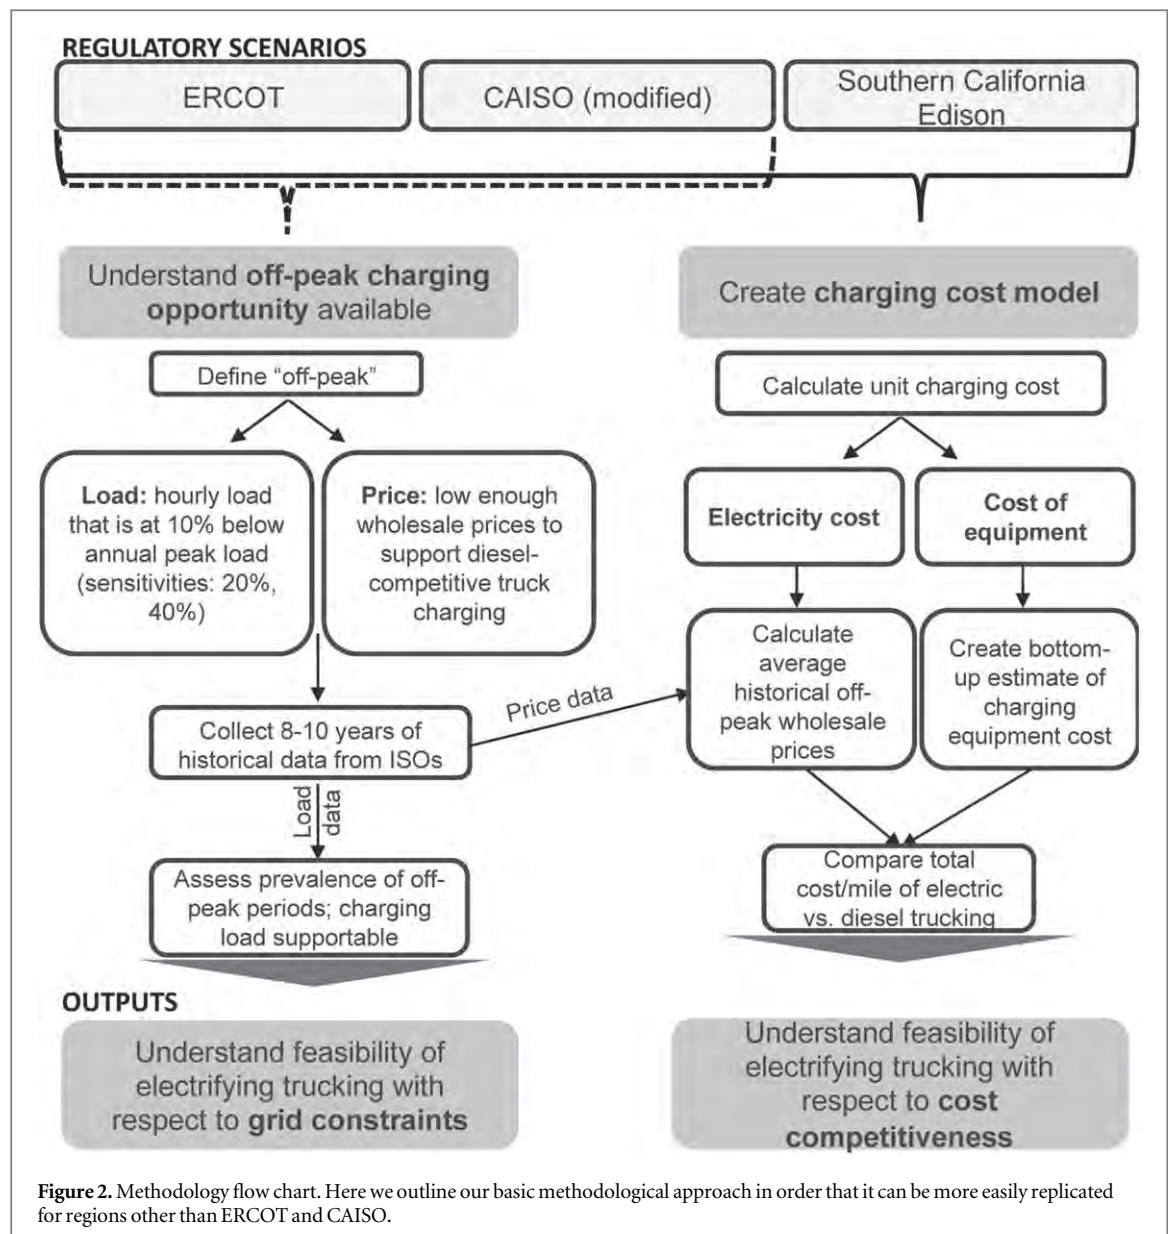 REGULATORY SCENARIOS
ERCOT
CAISO (modified)
Southern California
Edison
Understand off-peak charging
opportunity available
Create charging cost model
Define “off-peak”
Calculate unit charging cost
Load: hourly load
that is at 10% below
annual peak load
(sensitivities: 20%,
40%)
Price: low enough
wholesale prices to
support diesel-
competitive truck
charging
Electricity cost
Cost of
equipment
Collect 8-10 years of
historical data from ISOs
Price data
Calculate
average
historical off-
peak wholesale
prices
Create bottom-
up estimate of
charging
equipment cost
Load
data
Assess prevalence of off-
peak periods; charging
load supportable
Compare total
cost/mile of electric
vs. diesel trucking
OUTPUTS
Understand feasibility of
electrifying trucking with
respect to grid constraints
Understand feasibility of
electrifying trucking with
respect to cost
competitiveness
Figure 2. Methodology flow chart. Here we outline our basic methodological approach in order that it can be more easily replicated
for regions other than ERCOT and CAISO.